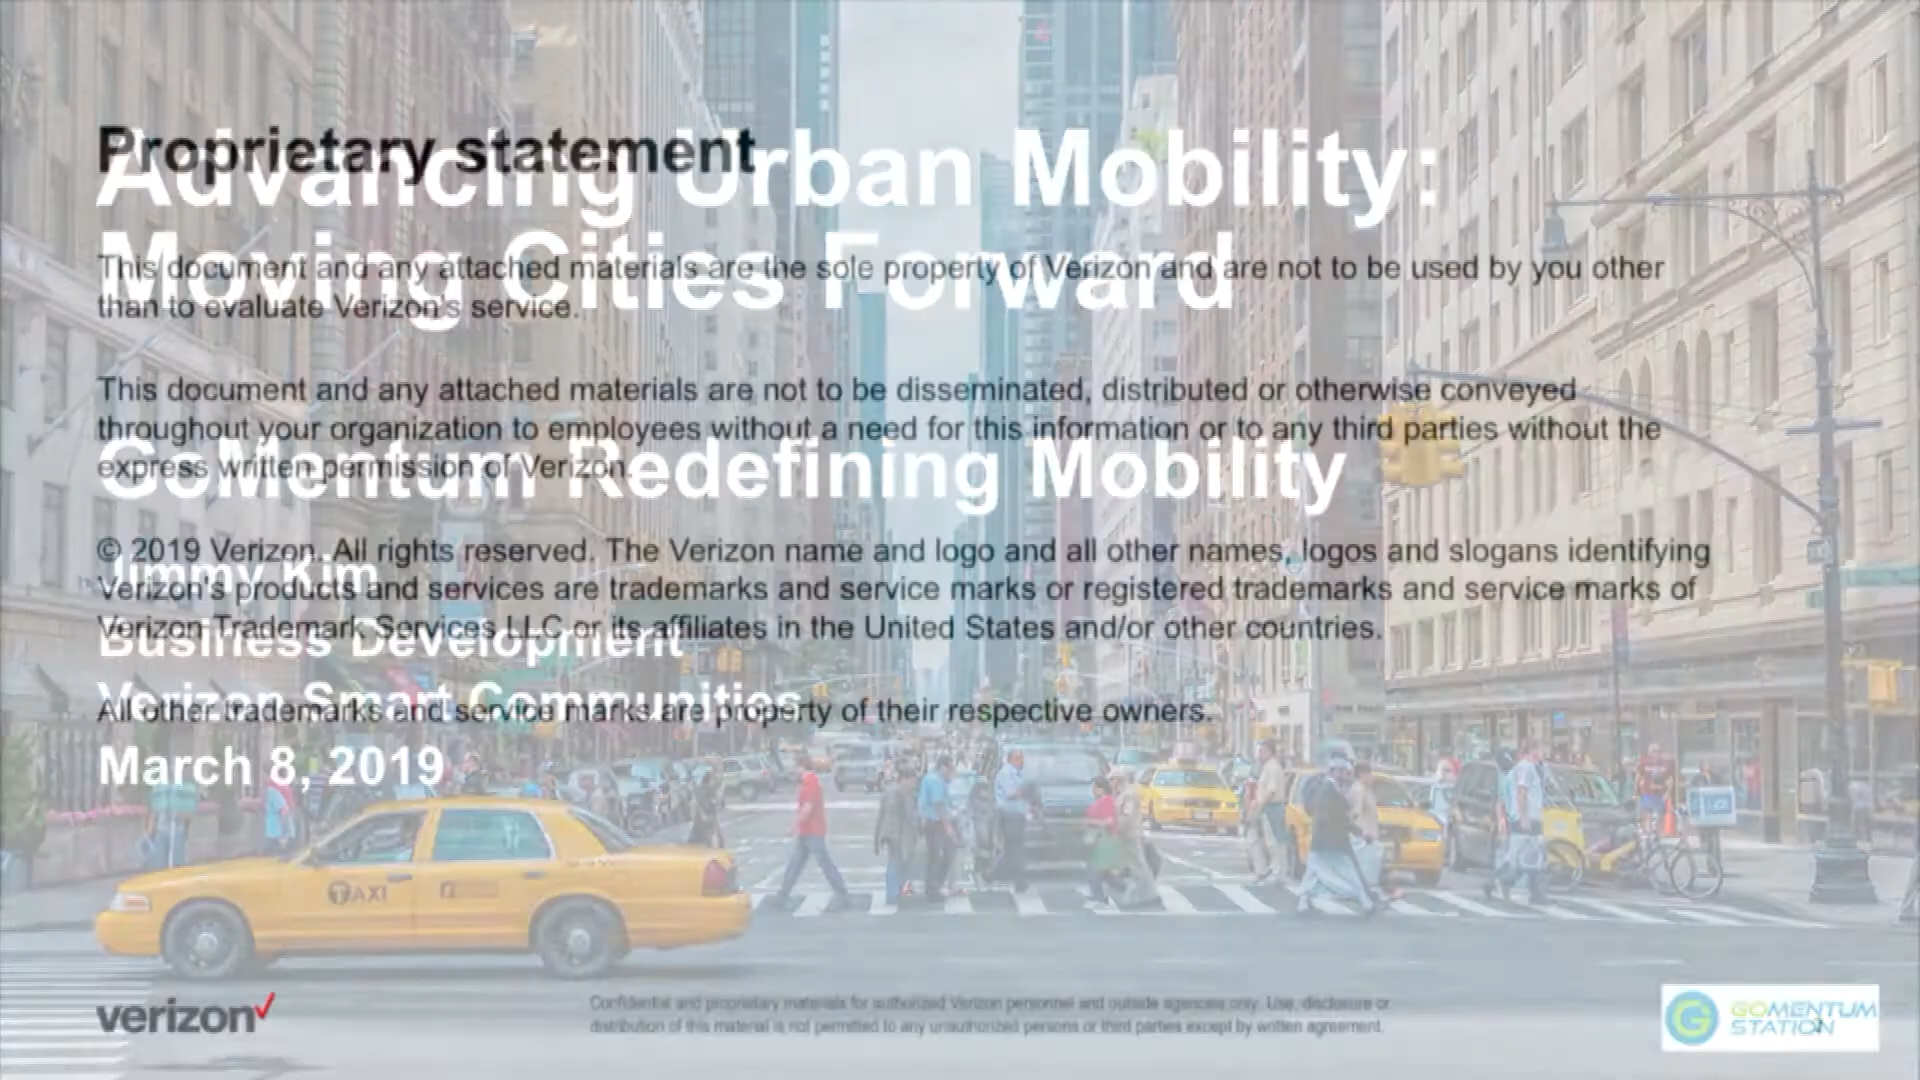 Proprietary statement
Advancing Urban Mobility:
Moving Cities Forward
This document and any attached materials are the sole property of Verizon and are not to be used by you other
than to evaluate Verizon's service.
This document and any attached materials are not to be disseminated, distributed or otherwise conveyed
throughout your organization to employees without a need for this information or to any third parties without the
express written permission of Verizon.
GoMentum Redefining Mobility
© 2019 Verizon. All rights reserved. The Verizon name and logo and all other names, logos and slogans identifying
Jimmy Kim
Verizon's products and services are trademarks and service marks or registered trademarks and service marks of
Verizon Trademark Services LLC or its affiliates in the United States and/or other countries.
Business Development
Verizon Smart Communities
All other trademarks and service marks are property of their respective owners.
March 8, 2019
TAXI
verizon
Confidential and proprietary materials for authorized Verizon personnel and outside agencies only. Use, disclosure or
distribution of this material is not permitted to any unauthorized persons or third parties except by written agreement.
GOMENTUM
STATION
2